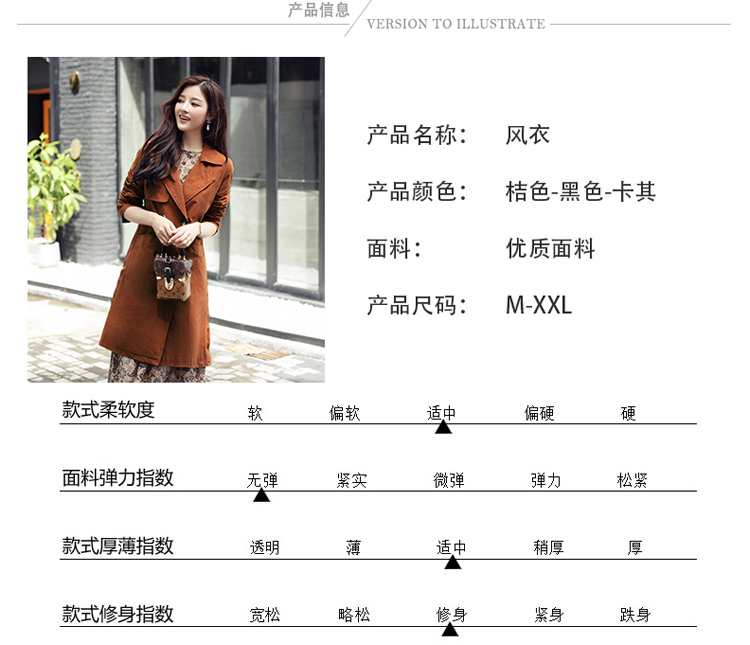 产品信息
VERSION TO ILLUSTRATE
产品名称： 风衣
产品颜色： 桔色-黑色-卡其
面料： 优质面料
产品尺码： M-XXL
款式柔软度 软 偏软 适中 偏硬 硬
面料弹力指数 无弹 紧实 微弹 弹力 松紧
款式厚薄指数 透明 薄 适中 稍厚 厚
款式修身指数 宽松 略松 修身 紧身 跌身